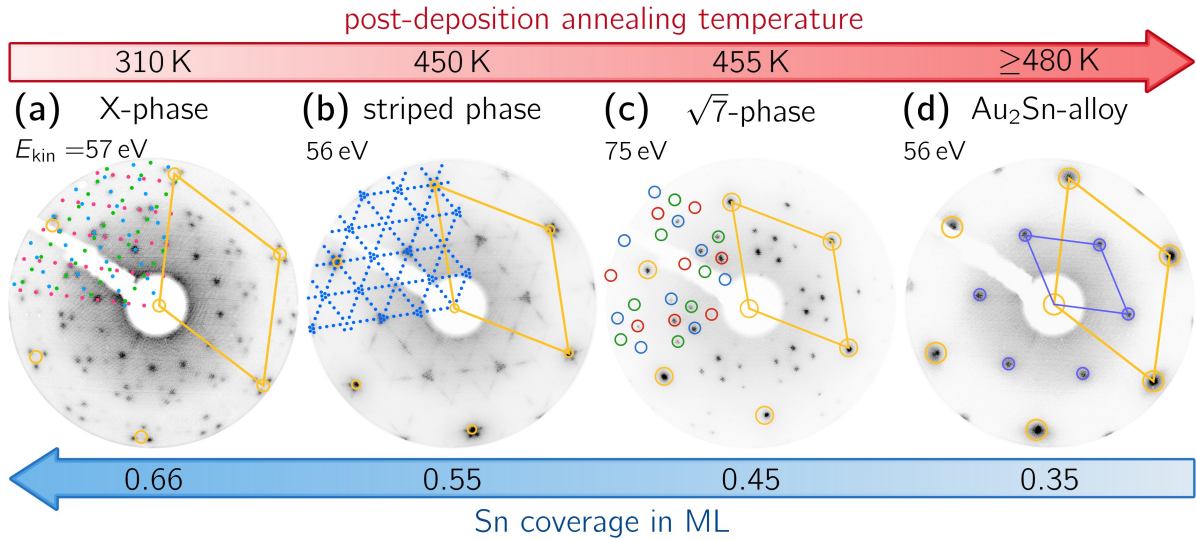 post-deposition annealing temperature
310 K 450 K 455 K ≥480 K
(a) X-phase (b) striped phase (c) √7-phase (d) Au₂Sn-alloy
E_kin =57 eV 56 eV 75 eV 56 eV
0.66 0.55 0.45 0.35
Sn coverage in ML